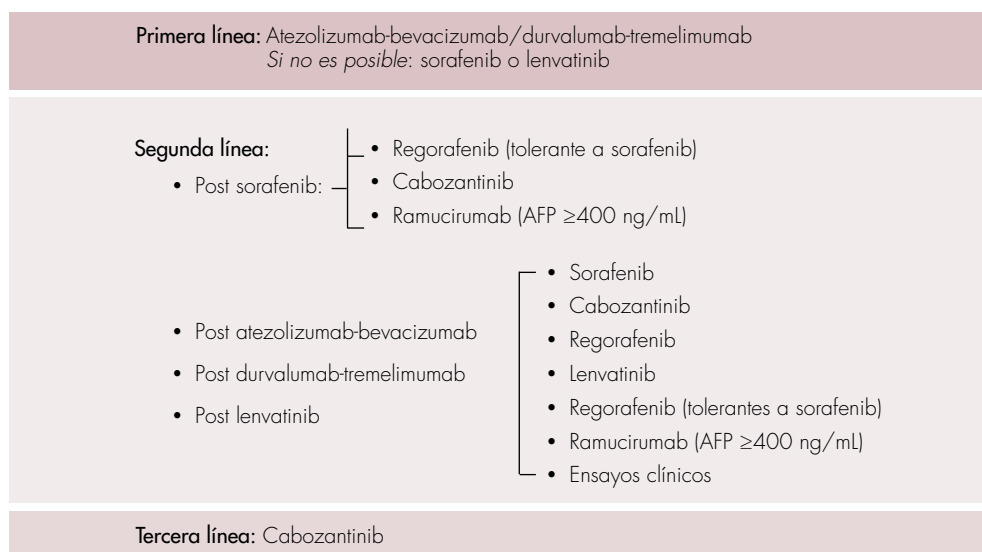 Primera línea: Atezolizumab-bevacizumab/durvalumab-tremelimumab
Si no es posible: sorafenib o lenvatinib
Segunda línea:
• Post sorafenib:
• Regorafenib (tolerante a sorafenib)
• Cabozantinib
• Ramucirumab (AFP ≥400 ng/mL)
• Post atezolizumab-bevacizumab
• Post durvalumab-tremelimumab
• Post lenvatinib
• Sorafenib
• Cabozantinib
• Regorafenib
• Lenvatinib
• Regorafenib (tolerantes a sorafenib)
• Ramucirumab (AFP ≥400 ng/mL)
• Ensayos clínicos
Tercera línea: Cabozantinib